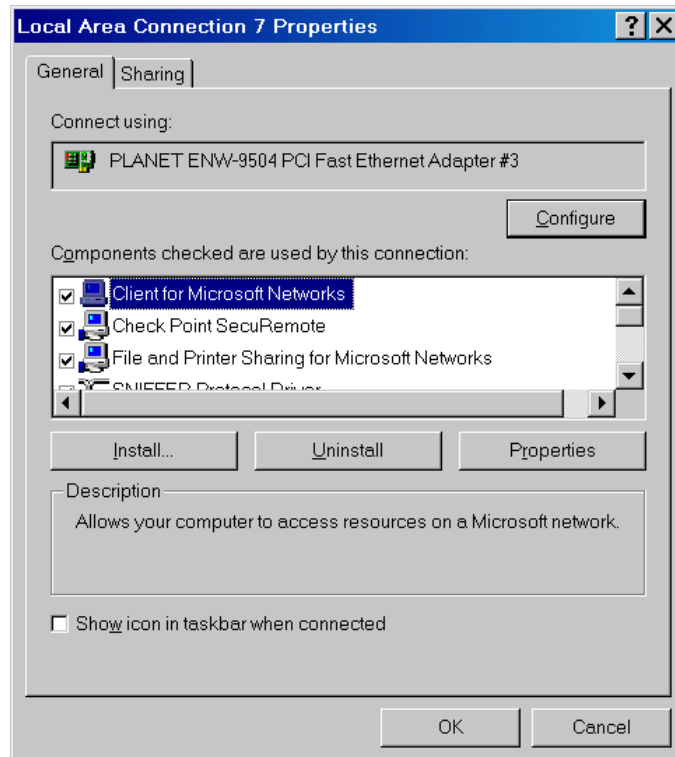 Local Area Connection 7 Properties
General Sharing
Connect using:
PLANET ENW-9504 PCI Fast Ethernet Adapter #3
Configure
Components checked are used by this connection:
Client for Microsoft Networks
Check Point SecuRemote
File and Printer Sharing for Microsoft Networks
SNIFFER Protocol Driver
Install... Uninstall Properties
Description
Allows your computer to access resources on a Microsoft network.
Show icon in taskbar when connected
OK Cancel